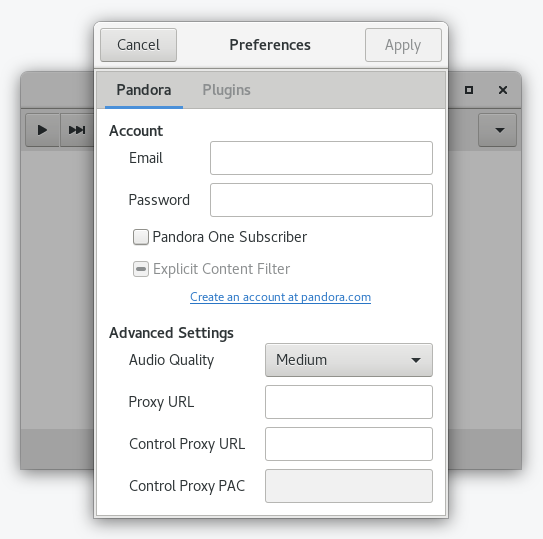 Cancel Preferences Apply
Pandora Plugins
Account
Email
Password
Pandora One Subscriber
Explicit Content Filter
Create an account at pandora.com
Advanced Settings
Audio Quality Medium
Proxy URL
Control Proxy URL
Control Proxy PAC